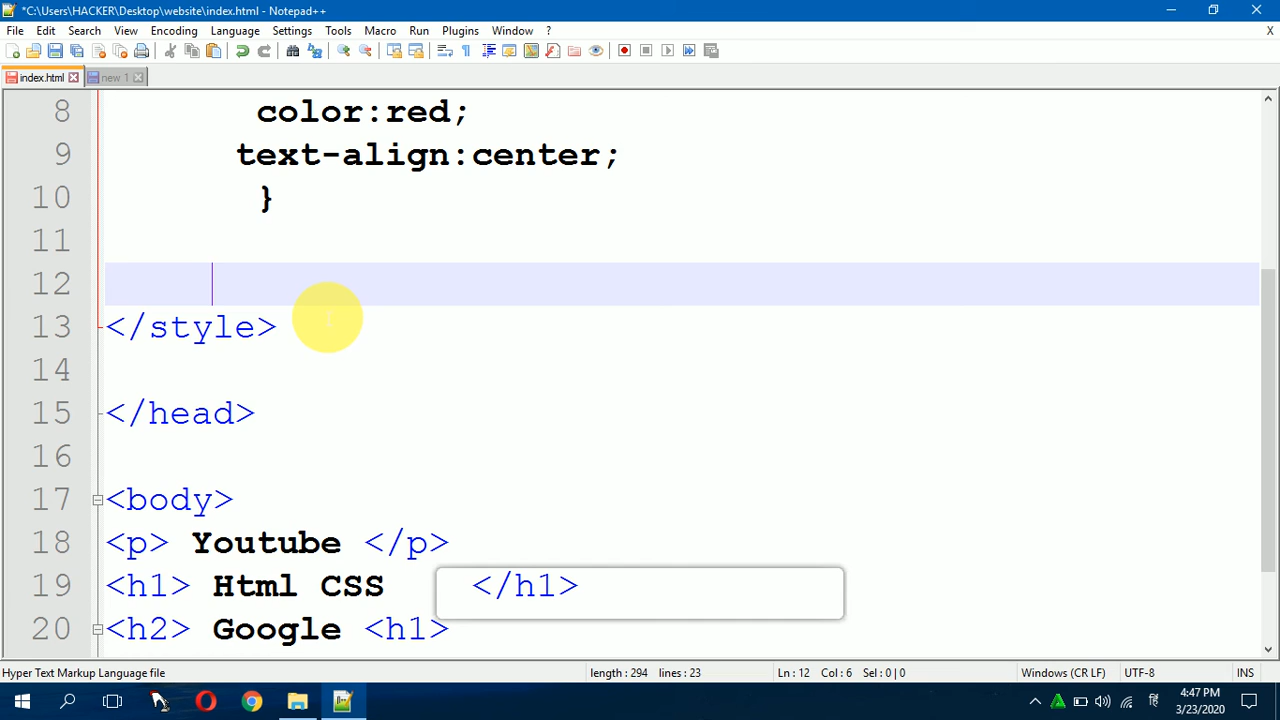 *C:\Users\HACKER\Desktop\website\index.html - Notepad++
File Edit Search View Encoding Language Settings Tools Macro Run Plugins Window ? X
index.html new 1
8 color:red;
9 text-align:center;
10 }
11
12
13 </style>
14
15 </head>
16
17 <body>
18 <p> Youtube </p>
19 <h1> Html CSS </h1>
20 <h2> Google <h1>
Hyper Text Markup Language file length : 294 lines : 23 Ln : 12 Col : 6 Sel : 0 | 0 Windows (CR LF) UTF-8 INS
हि 4:47 PM
3/23/2020